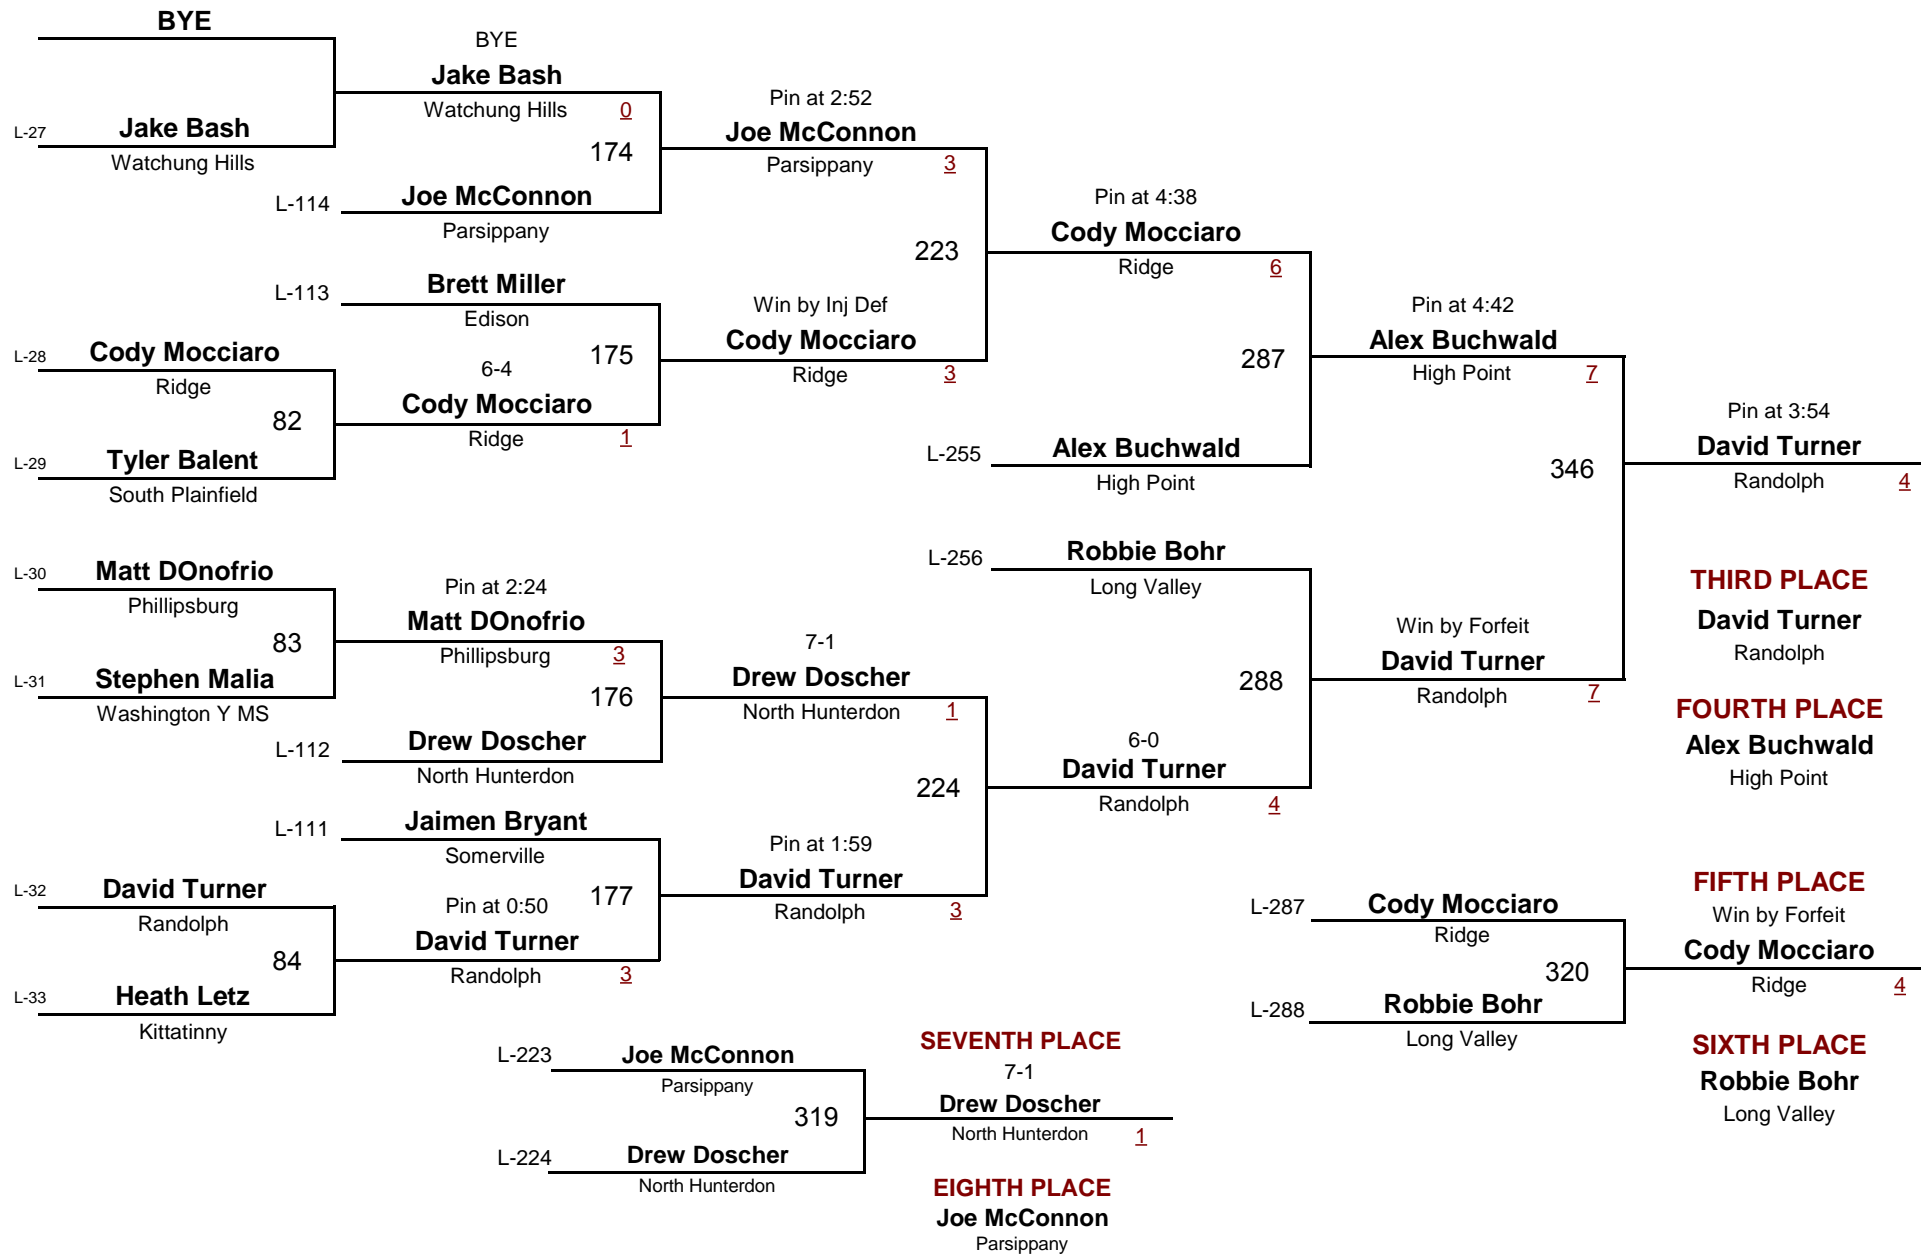 BYE
L-27
Jake Bash
Watchung Hills
BYE
Jake Bash
Watchung Hills
0
174
L-114
Joe McConnon
Parsippany
Pin at 2:52
Joe McConnon
Parsippany
3
L-113
Brett Miller
Edison
L-28
Cody Mocciaro
Ridge
82
L-29
Tyler Balent
South Plainfield
6-4
Cody Mocciaro
Ridge
1
175
Win by Inj Def
Cody Mocciaro
Ridge
3
223
Pin at 4:38
Cody Mocciaro
Ridge
6
287
L-255
Alex Buchwald
High Point
Pin at 4:42
Alex Buchwald
High Point
7
346
Pin at 3:54
David Turner
Randolph
4
L-30
Matt DOnofrio
Phillipsburg
83
L-31
Stephen Malia
Washington Y MS
Pin at 2:24
Matt DOnofrio
Phillipsburg
3
176
L-112
Drew Doscher
North Hunterdon
7-1
Drew Doscher
North Hunterdon
1
L-111
Jaimen Bryant
Somerville
L-32
David Turner
Randolph
84
L-33
Heath Letz
Kittatinny
Pin at 0:50
David Turner
Randolph
3
177
Pin at 1:59
David Turner
Randolph
3
224
L-256
Robbie Bohr
Long Valley
288
6-0
David Turner
Randolph
4
Win by Forfeit
David Turner
Randolph
7
THIRD PLACE
David Turner
Randolph
FOURTH PLACE
Alex Buchwald
High Point
L-287
Cody Mocciaro
Ridge
320
L-288
Robbie Bohr
Long Valley
FIFTH PLACE
Win by Forfeit
Cody Mocciaro
Ridge
4
SIXTH PLACE
Robbie Bohr
Long Valley
L-223
Joe McConnon
Parsippany
319
L-224
Drew Doscher
North Hunterdon
SEVENTH PLACE
7-1
Drew Doscher
North Hunterdon
1
EIGHTH PLACE
Joe McConnon
Parsippany